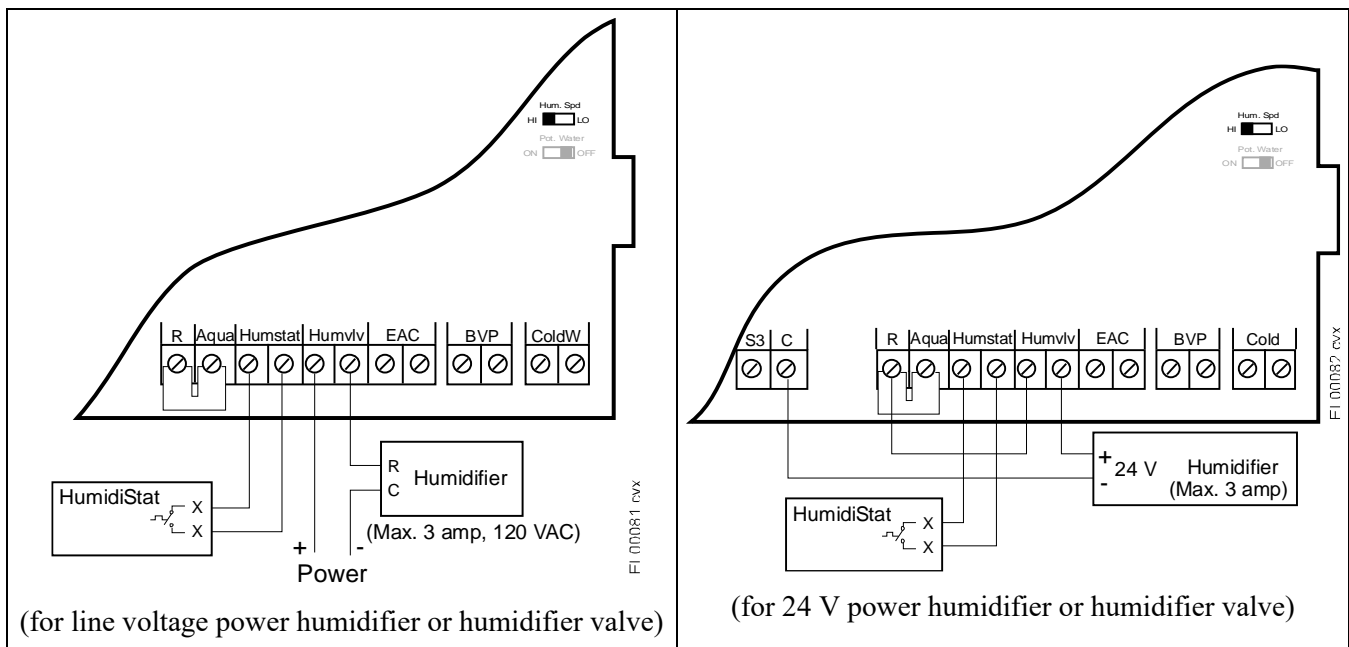 Hum. Spd
HI LO
Pot. Water
ON OFF
R Aqua Humstat Humvlv EAC BVP ColdW
HumidiStat
X
X
R
C
Humidifier
(Max. 3 amp, 120 VAC)
+ -
Power
FI 00081 cvx
(for line voltage power humidifier or humidifier valve)
Hum. Spd
HI LO
Pot. Water
ON OFF
S3 C R Aqua Humstat Humvlv EAC BVP Cold
+
24 V
-
Humidifier
(Max. 3 amp)
HumidiStat
X
X
FI 00082 cvx
(for 24 V power humidifier or humidifier valve)